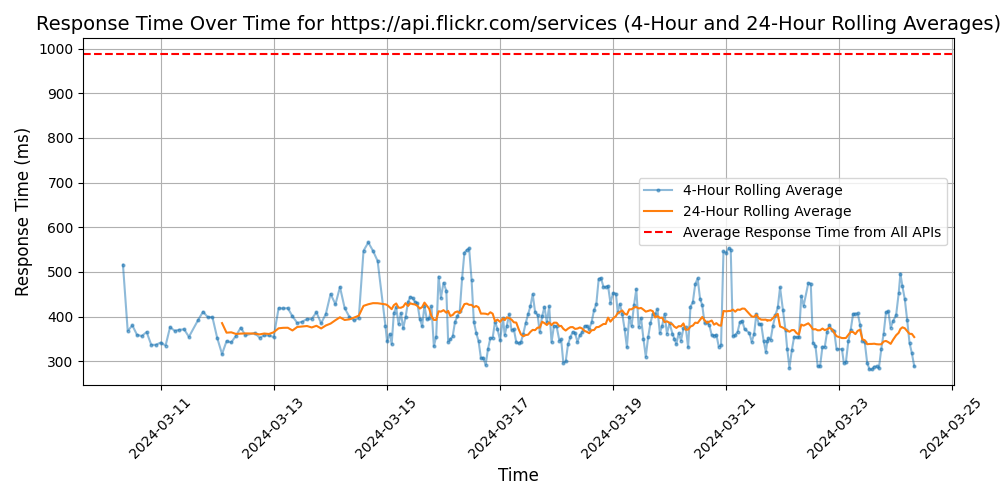 Response Time Over Time for https://api.flickr.com/services (4-Hour and 24-Hour Rolling Averages)
Response Time (ms)
1000
900
800
700
600
500
400
300
4-Hour Rolling Average
24-Hour Rolling Average
Average Response Time from All APIs
2024-03-11
2024-03-13
2024-03-15
2024-03-17
2024-03-19
2024-03-21
2024-03-23
2024-03-25
Time